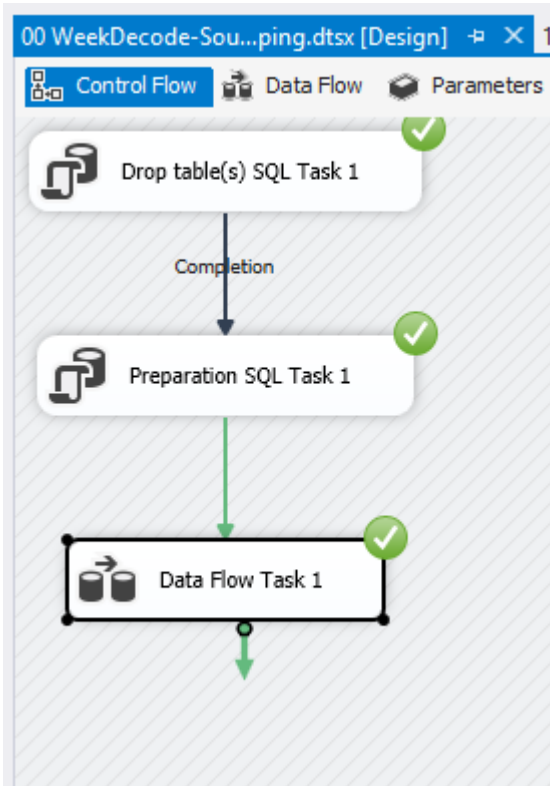 00 WeekDecode-Sou...ping.dtsx [Design]
Control Flow Data Flow Parameters
Drop table(s) SQL Task 1
Completion
Preparation SQL Task 1
Data Flow Task 1